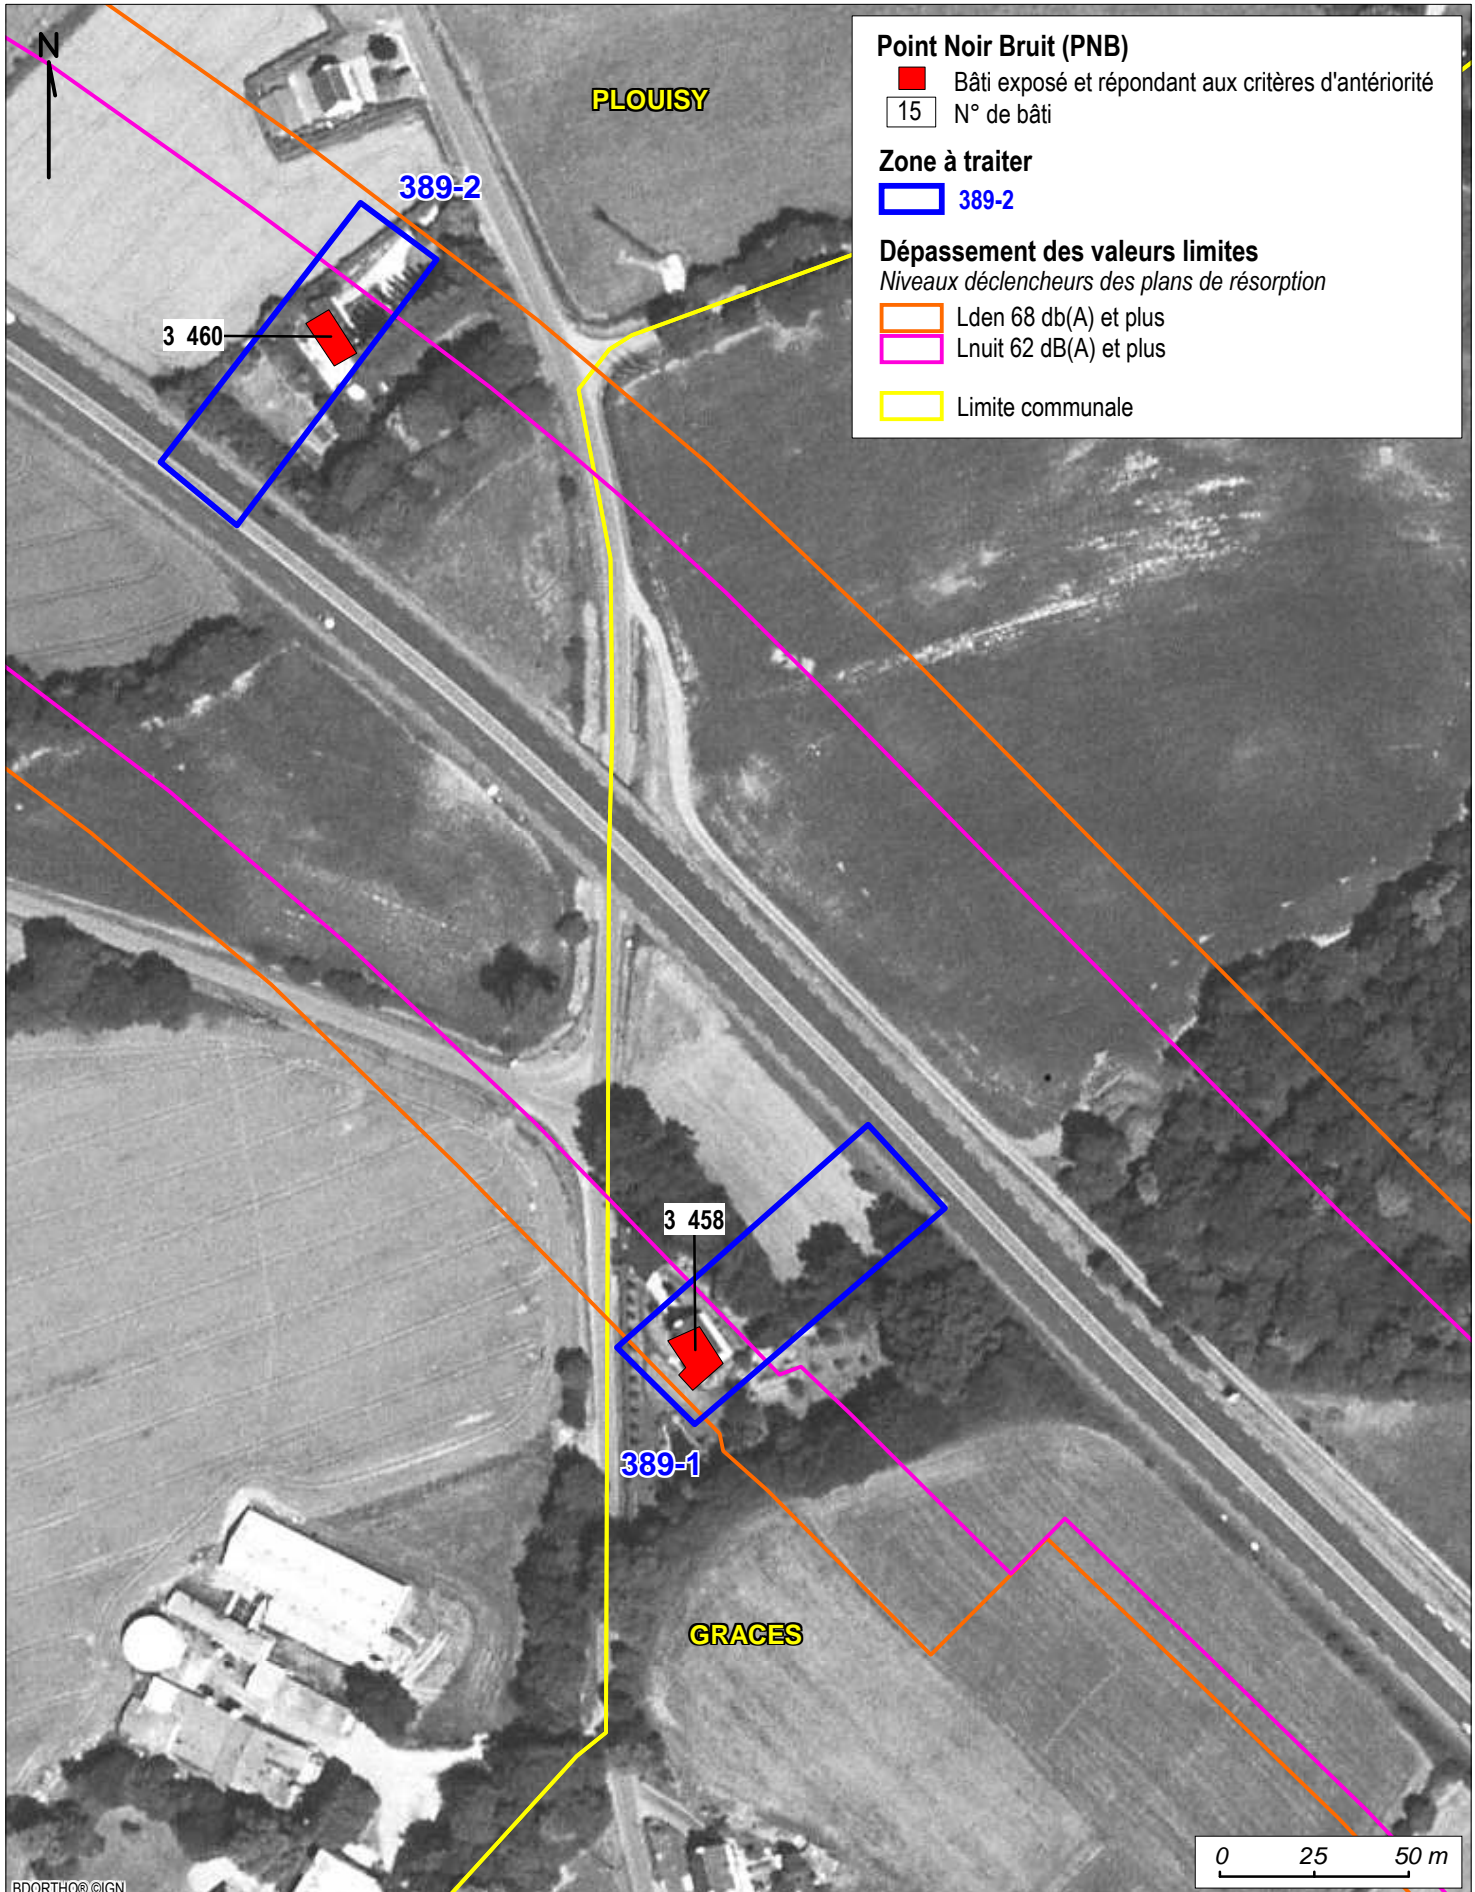 N
PLOUISY
Point Noir Bruit (PNB)
Bâti exposé et répondant aux critères d'antériorité
15 N° de bâti
Zone à traiter
389-2
Dépassement des valeurs limites
Niveaux déclencheurs des plans de résorption
Lden 68 db(A) et plus
Lnuit 62 dB(A) et plus
Limite communale
389-2
3 460
3 458
389-1
GRACES
0 25 50 m
BDORTHO® ©IGN